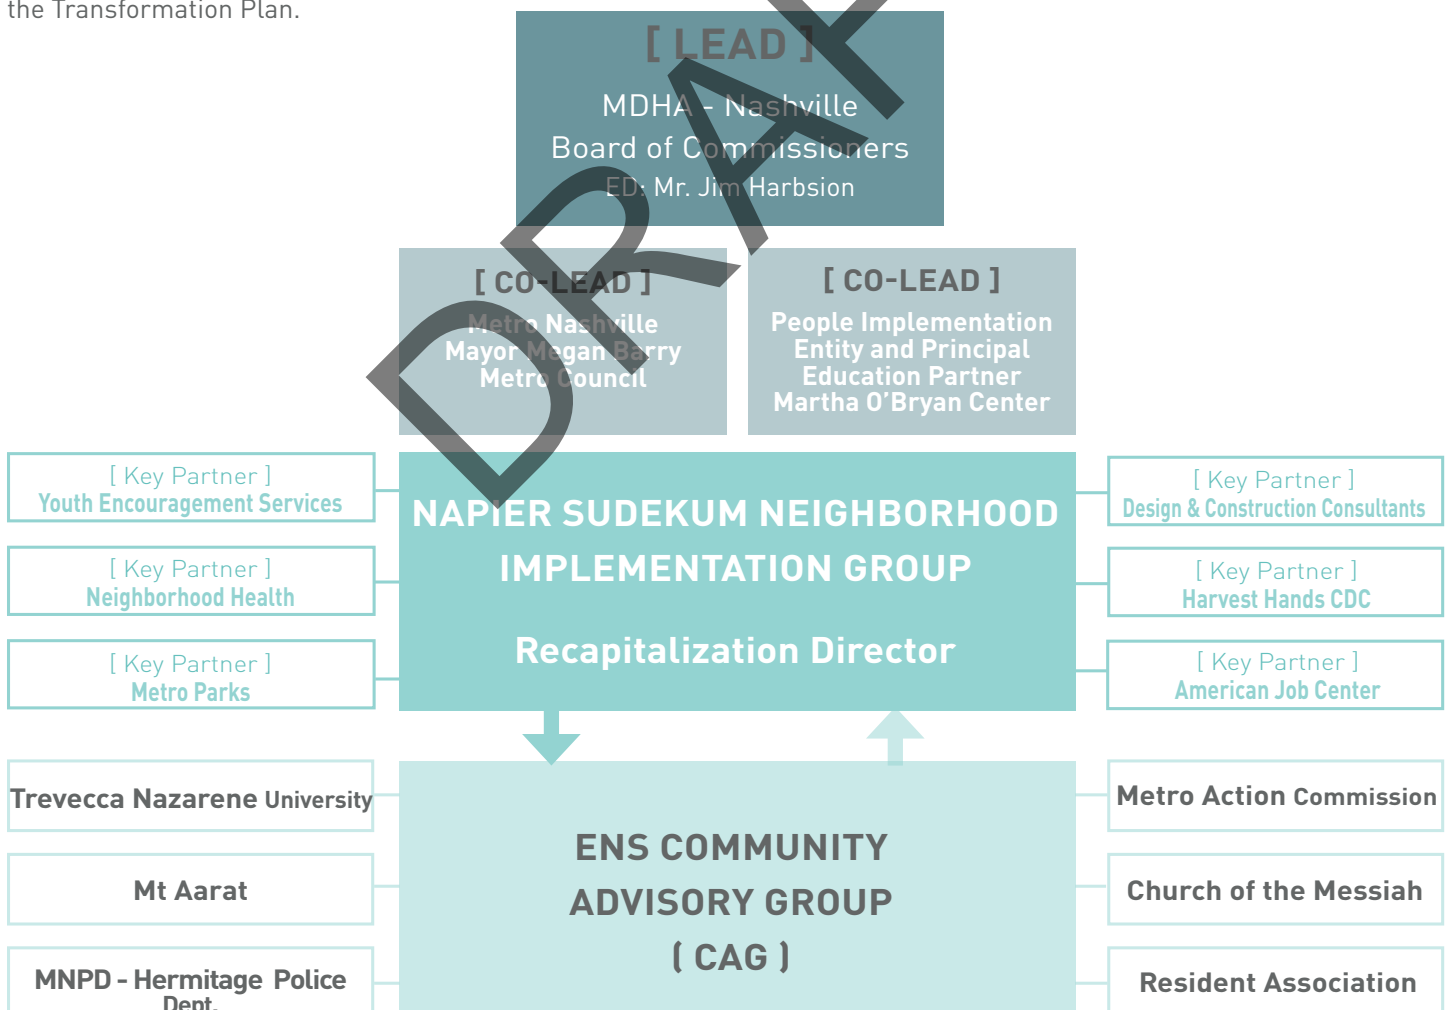 the Transformation Plan.
[ LEAD ]
MDHA - Nashville
Board of Commissioners
ED: Mr. Jim Harbsion
[ CO-LEAD ]
Metro Nashville
Mayor Megan Barry
Metro Council
[ CO-LEAD ]
People Implementation
Entity and Principal
Education Partner
Martha O'Bryan Center
[ Key Partner ]
Youth Encouragement Services
[ Key Partner ]
Neighborhood Health
[ Key Partner ]
Metro Parks
NAPIER SUDEKUM NEIGHBORHOOD
IMPLEMENTATION GROUP
Recapitalization Director
[ Key Partner ]
Design & Construction Consultants
[ Key Partner ]
Harvest Hands CDC
[ Key Partner ]
American Job Center
Trevecca Nazarene University
Mt Aarat
MNPD - Hermitage Police
Dept.
ENS COMMUNITY
ADVISORY GROUP
( CAG )
Metro Action Commission
Church of the Messiah
Resident Association